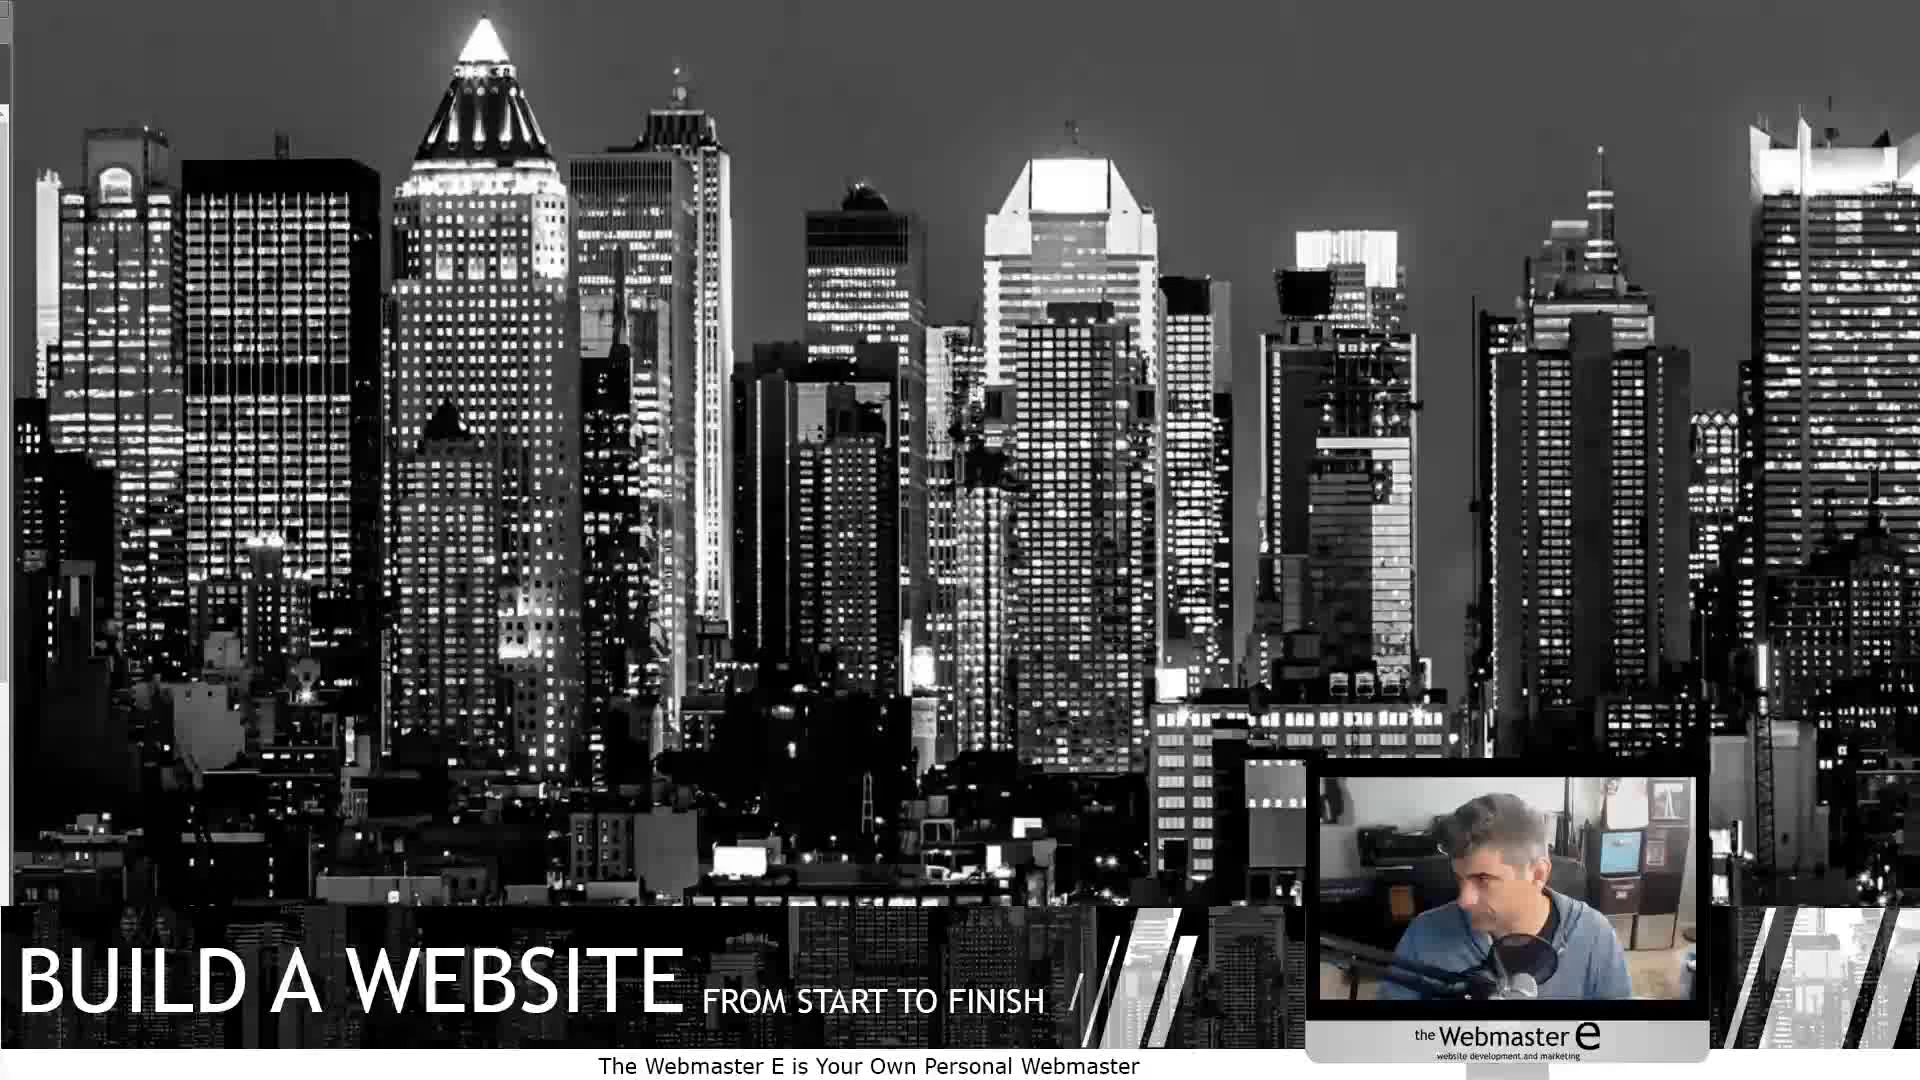 BUILD A WEBSITE FROM START TO FINISH
the Webmaster e
website development and marketing
The Webmaster E is Your Own Personal Webmaster